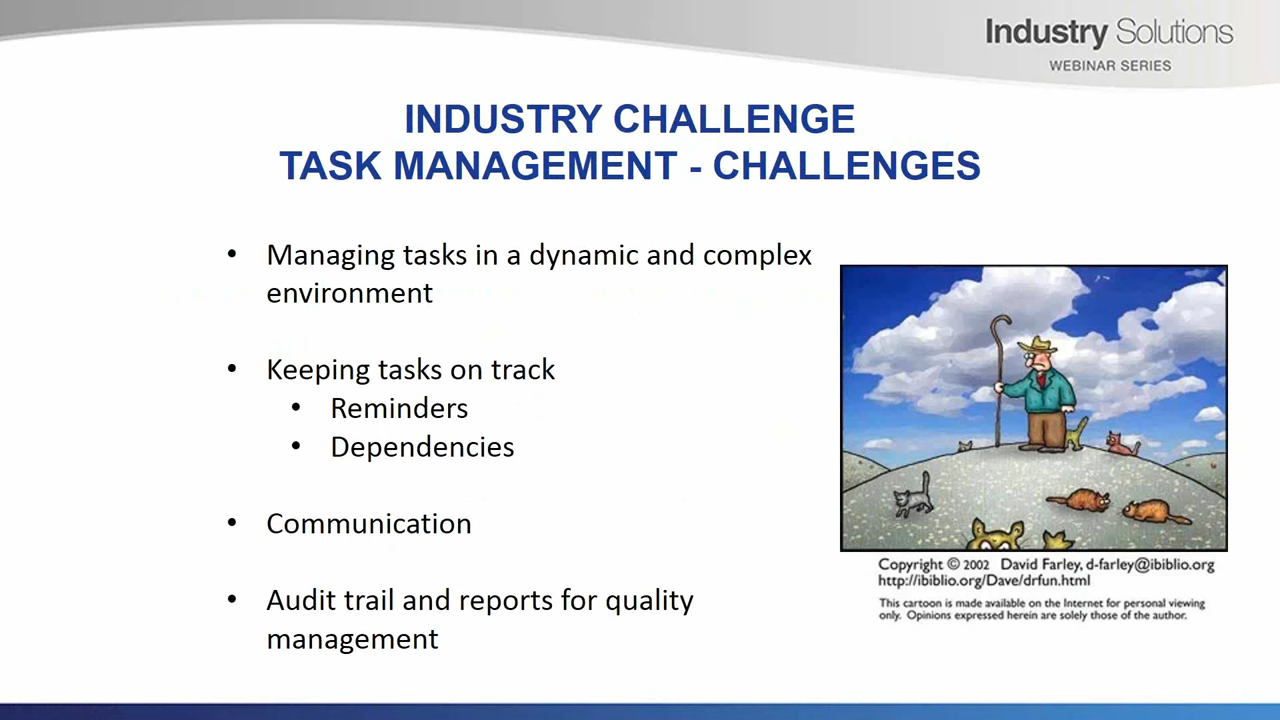 Industry Solutions
WEBINAR SERIES
INDUSTRY CHALLENGE
TASK MANAGEMENT - CHALLENGES
• Managing tasks in a dynamic and complex
environment
• Keeping tasks on track
• Reminders
• Dependencies
• Communication
• Audit trail and reports for quality
management
Copyright © 2002 David Farley, d-farley@ibiblio.org
http://ibiblio.org/Dave/drfun.html
This cartoon is made available on the Internet for personal viewing
only. Opinions expressed herein are solely those of the author.